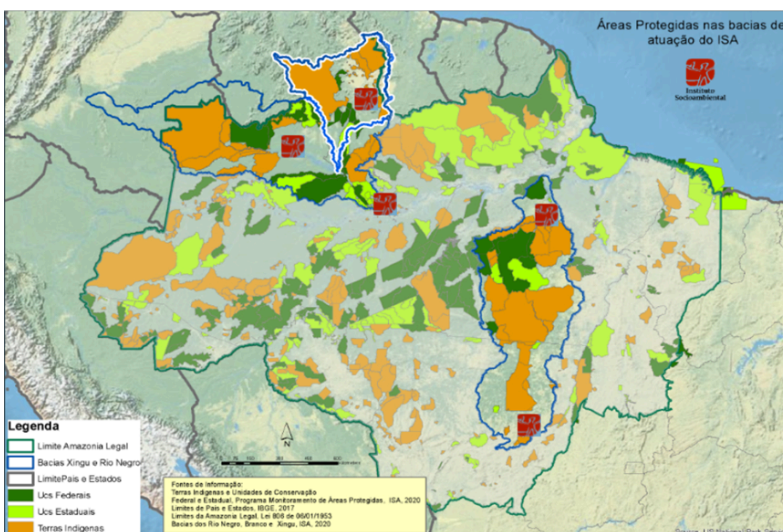 Áreas Protegidas nas bacias de
atuação do ISA
Instituto
Socioambiental
Legenda
Limite Amazonia Legal
Bacias Xingu e Rio Negro
LimitePais e Estados
Ucs Federais
Ucs Estaduais
Terras Indigenas
N
Fontes de Informação:
Terras Indigenas e Unidades de Conservação
Federal e Estadual, Programa Monitoramento de Áreas Protegidas, ISA, 2020
Limites de Pais e Estados, IBGE, 2017
Limites da Amazonia Legal, Lei 806 de 06/01/1953
Bacias dos Rio Negro, Branco e Xingu, ISA, 2020